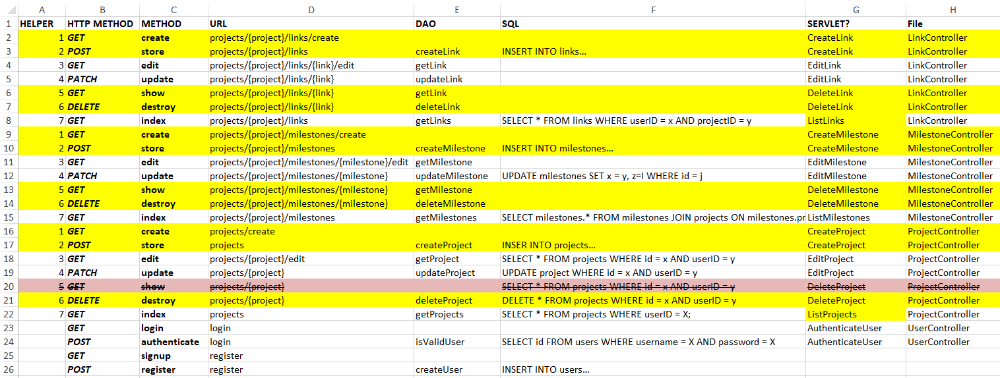 A B C D E F G H
1 HELPER HTTP METHOD METHOD URL DAO SQL SERVLET? File
2 1 GET create projects/{project}/links/create CreateLink LinkController
3 2 POST store projects/{project}/links createLink INSERT INTO links... CreateLink LinkController
4 3 GET edit projects/{project}/links/{link}/edit getLink EditLink LinkController
5 4 PATCH update projects/{project}/links/{link} updateLink EditLink LinkController
6 5 GET show projects/{project}/links/{link} getLink DeleteLink LinkController
7 6 DELETE destroy projects/{project}/links/{link} deleteLink DeleteLink LinkController
8 7 GET index projects/{project}/links getLinks SELECT * FROM links WHERE userID = x AND projectID = y ListLinks LinkController
9 1 GET create projects/{project}/milestones/create CreateMilestone MilestoneController
10 2 POST store projects/{project}/milestones createMilestone INSERT INTO milestones... CreateMilestone MilestoneController
11 3 GET edit projects/{project}/milestones/{milestone}/edit getMilestone EditMilestone MilestoneController
12 4 PATCH update projects/{project}/milestones/{milestone} updateMilestone UPDATE milestones SET x = y, z=I WHERE id = j EditMilestone MilestoneController
13 5 GET show projects/{project}/milestones/{milestone} getMilestone DeleteMilestone MilestoneController
14 6 DELETE destroy projects/{project}/milestones/{milestone} deleteMilestone DeleteMilestone MilestoneController
15 7 GET index projects/{project}/milestones getMilestones SELECT milestones.* FROM milestones JOIN projects ON milestones.pr ListMilestones MilestoneController
16 1 GET create projects/create CreateProject ProjectController
17 2 POST store projects createProject INSER INTO projects... CreateProject ProjectController
18 3 GET edit projects/{project}/edit getProject SELECT * FROM projects WHERE id = x AND userID = y EditProject ProjectController
19 4 PATCH update projects/{project} updateProject UPDATE project WHERE id = x AND userID = y EditProject ProjectController
20 5 GET show projects/{project} SELECT * FROM projects WHERE id = x AND userID = y DeleteProject ProjectController
21 6 DELETE destroy projects/{project} deleteProject DELETE * FROM projects WHERE id = x AND userID = y DeleteProject ProjectController
22 7 GET index projects getProjects SELECT * FROM projects WHERE userID = X; ListProjects ProjectController
23 GET login login AuthenticateUser UserController
24 POST authenticate login isValidUser SELECT id FROM users WHERE username = X AND password = X AuthenticateUser UserController
25 GET signup register
26 POST register register createUser INSERT INTO users...